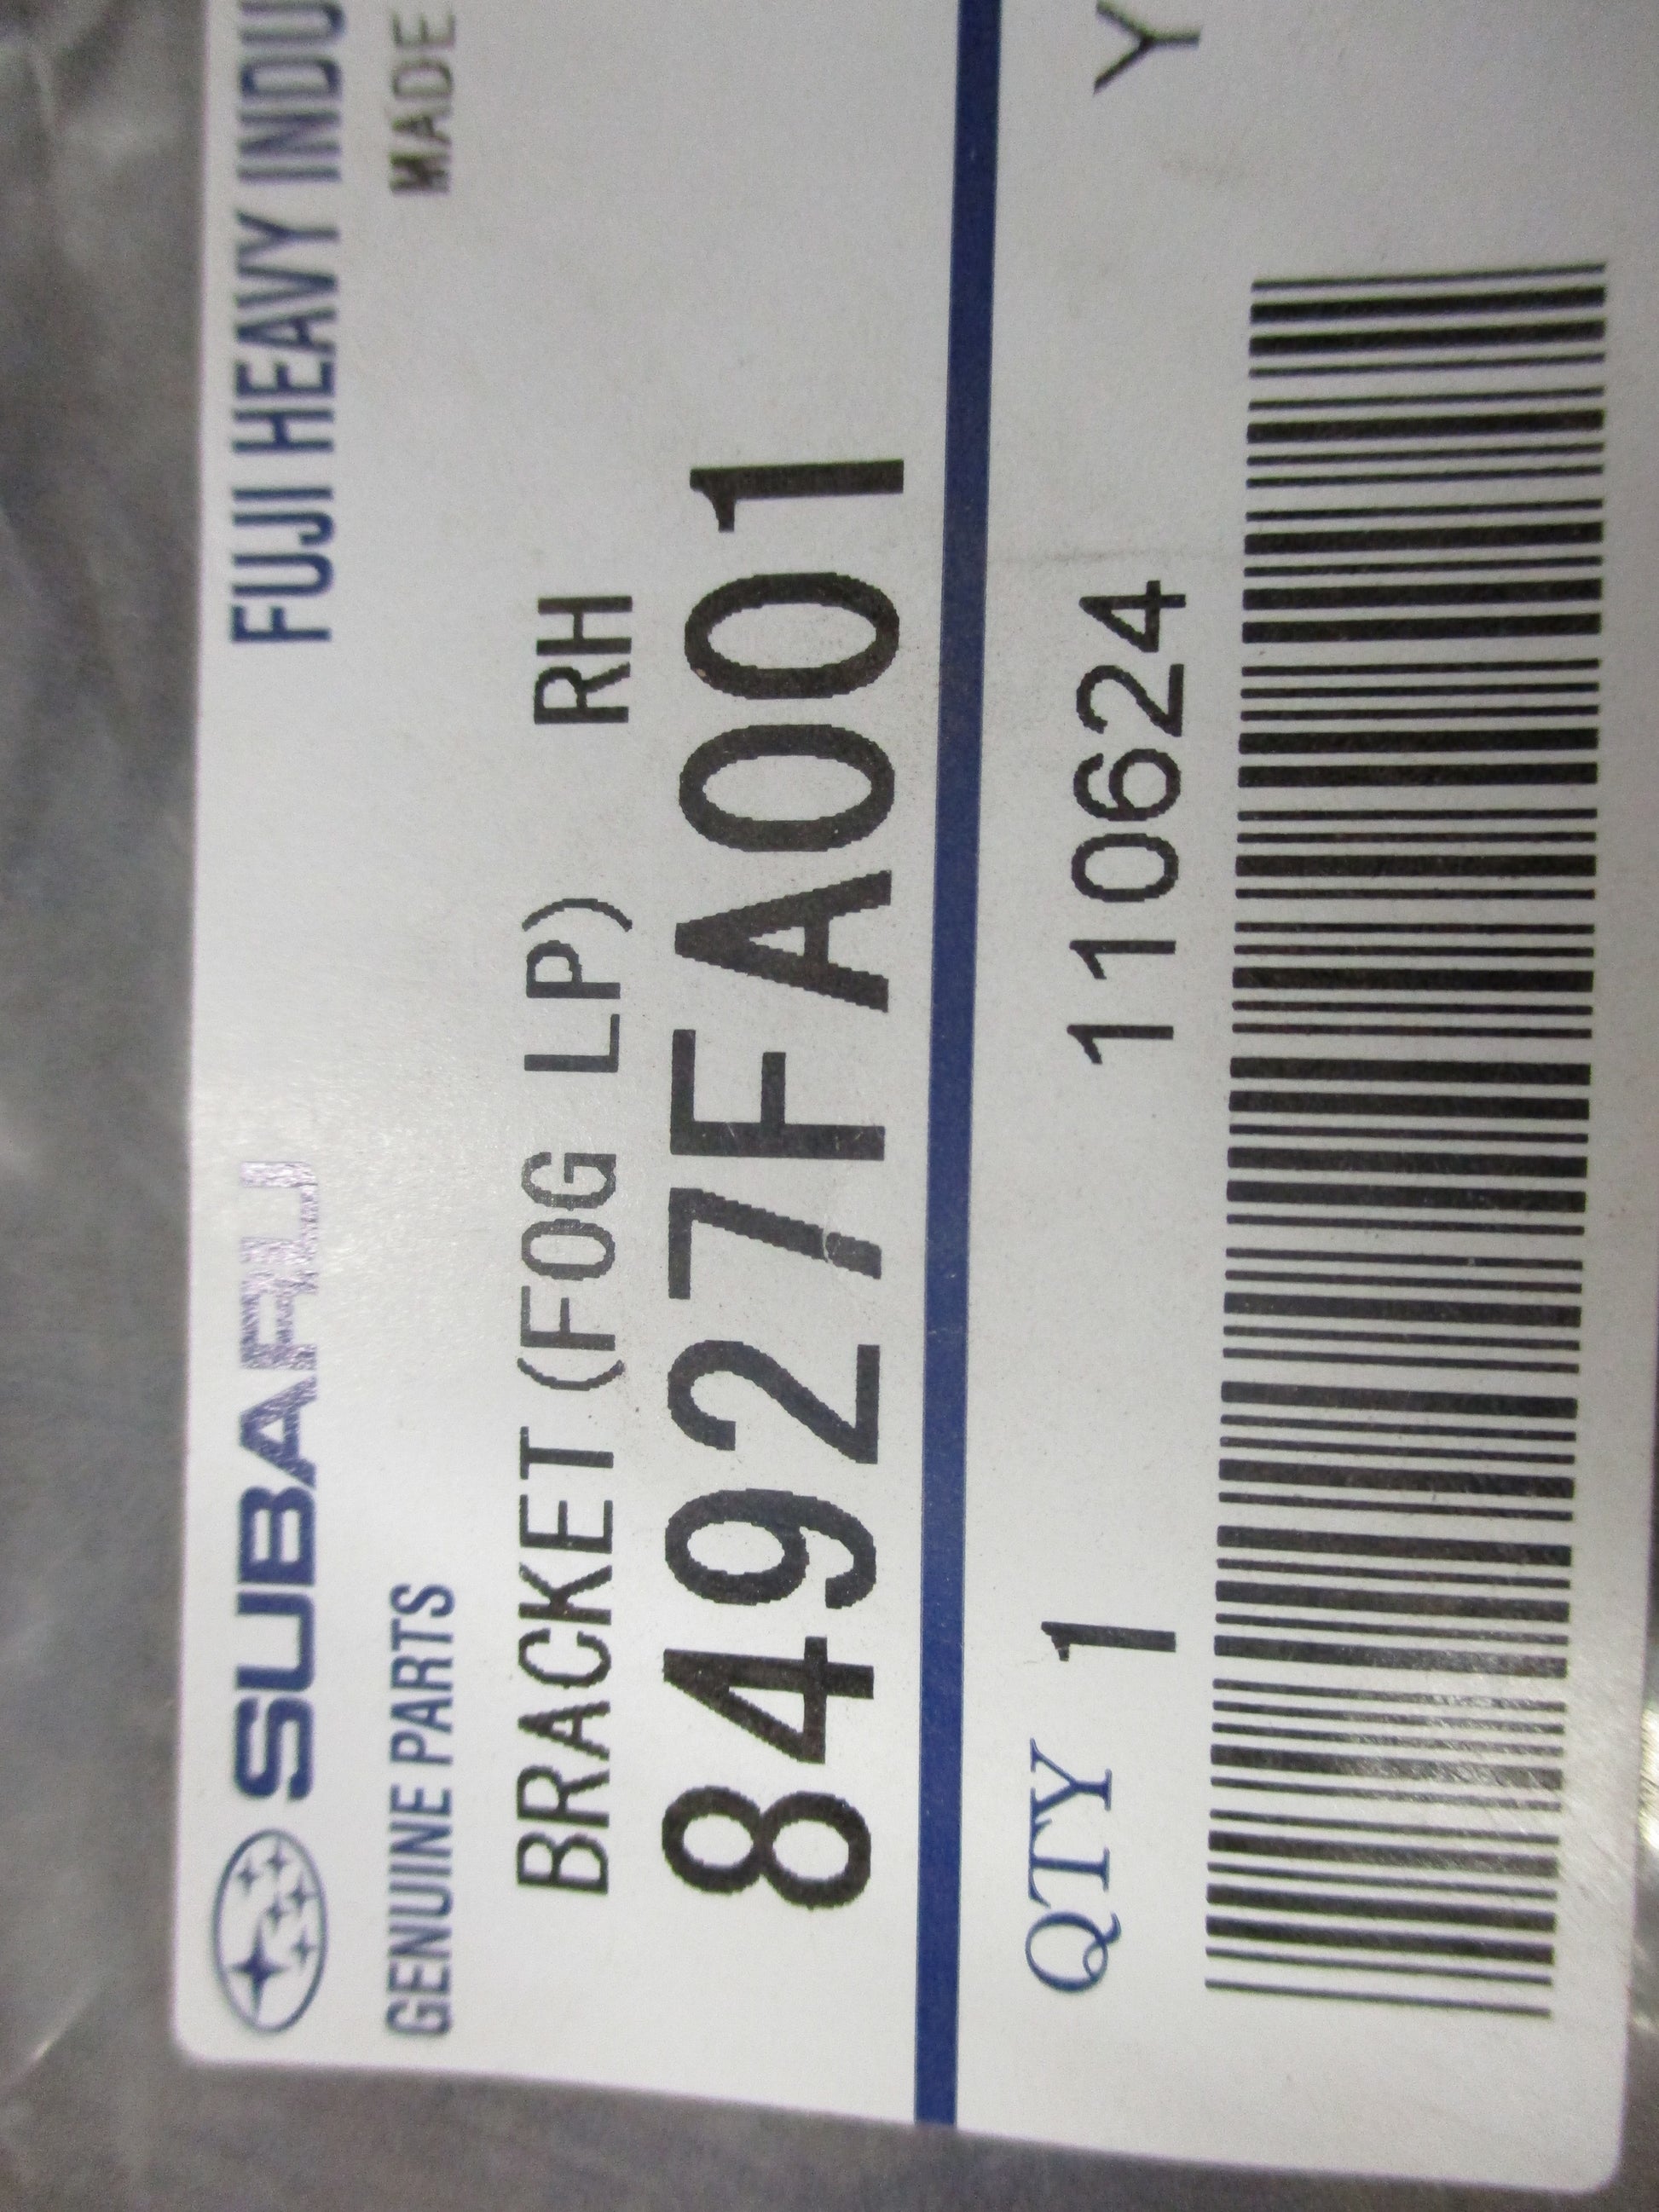 SUBARU FUJI HEAVY INDU
GENUINE PARTS MADE
BRACKET (FOG LP) RH
84927FA001
QTY 1 110624 Y